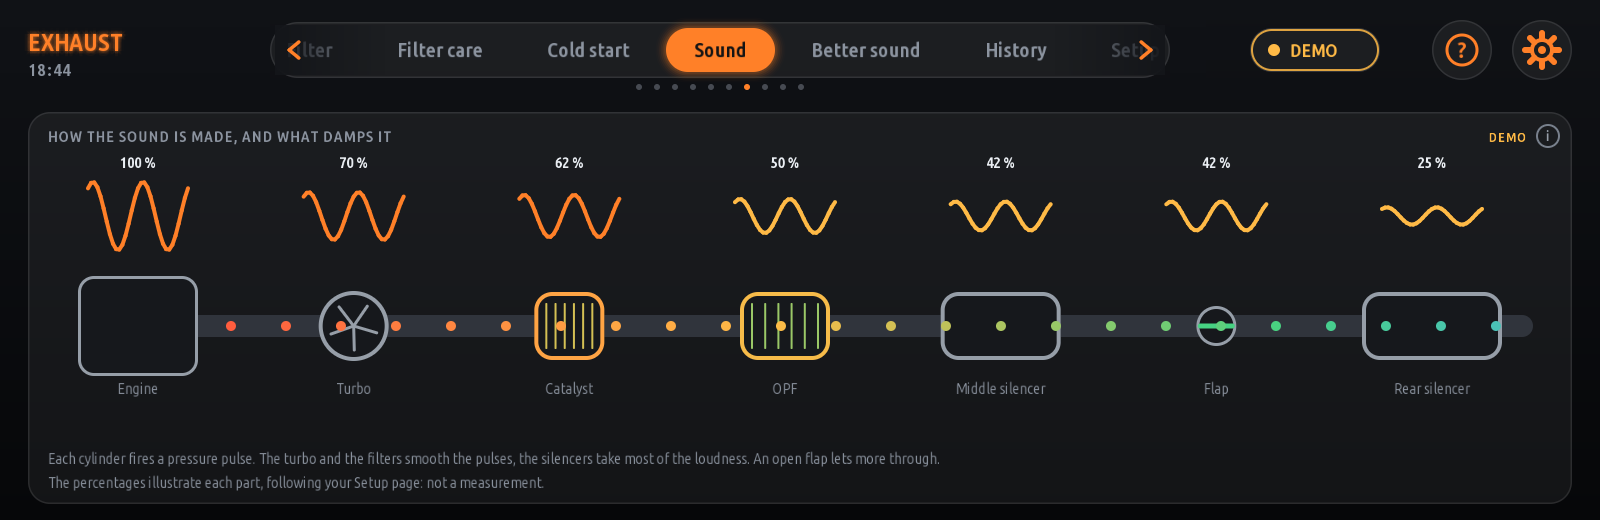 EXHAUST
18:44
Filter care
Cold start
Sound
Better sound
History
DEMO
?
HOW THE SOUND IS MADE, AND WHAT DAMPS IT
DEMO
i
100 %
70 %
62 %
50 %
42 %
42 %
25 %
Engine
Turbo
Catalyst
OPF
Middle silencer
Flap
Rear silencer
Each cylinder fires a pressure pulse. The turbo and the filters smooth the pulses, the silencers take most of the loudness. An open flap lets more through.
The percentages illustrate each part, following your Setup page: not a measurement.